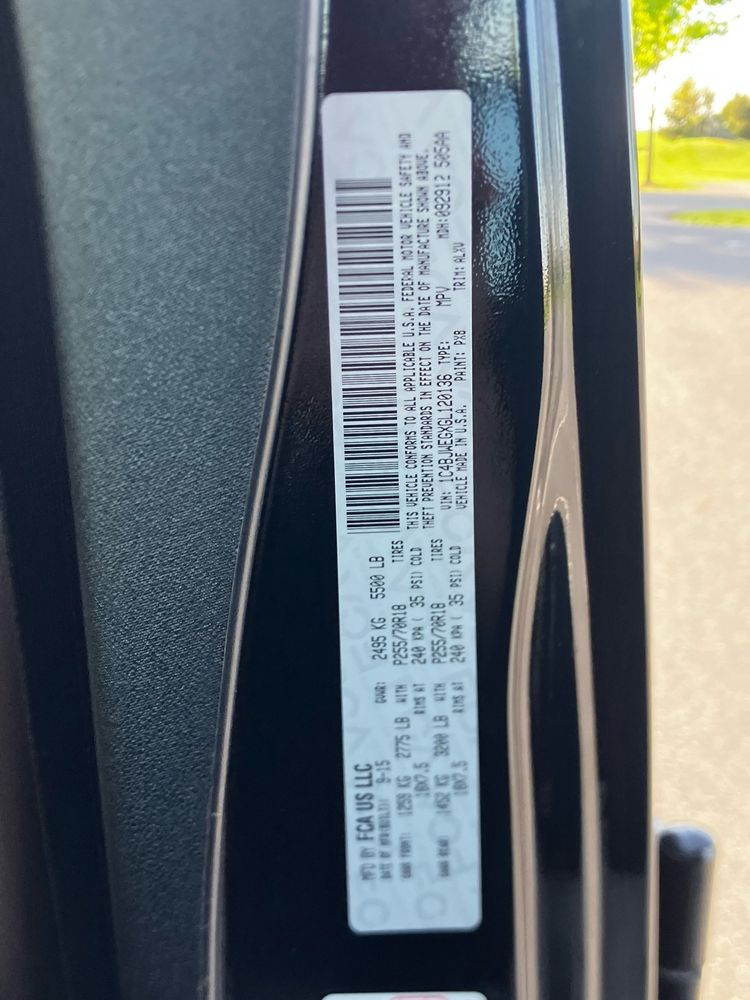 MFD BY FCA US LLC
DATE OF MFR(BUILT): 9-15 GVWR: 2495 KG 5500 LB
GAWR FRONT: 1259 KG 2775 LB WITH P255/70R18 TIRES
18X7.5 RIMS AT 240 KPA ( 35 PSI) COLD
GAWR REAR: 1452 KG 3200 LB WITH P255/70R18 TIRES
18X7.5 RIMS AT 240 KPA ( 35 PSI) COLD
THIS VEHICLE CONFORMS TO ALL APPLICABLE U.S.A. FEDERAL MOTOR VEHICLE SAFETY AND
THEFT PREVENTION STANDARDS IN EFFECT ON THE DATE OF MANUFACTURE SHOWN ABOVE.
VIN: 1C4BJWEGXGL120136 TYPE: MPV MDH:092912 505AA
VEHICLE MADE IN U.S.A. PAINT: PX8 TRIM: ALXV